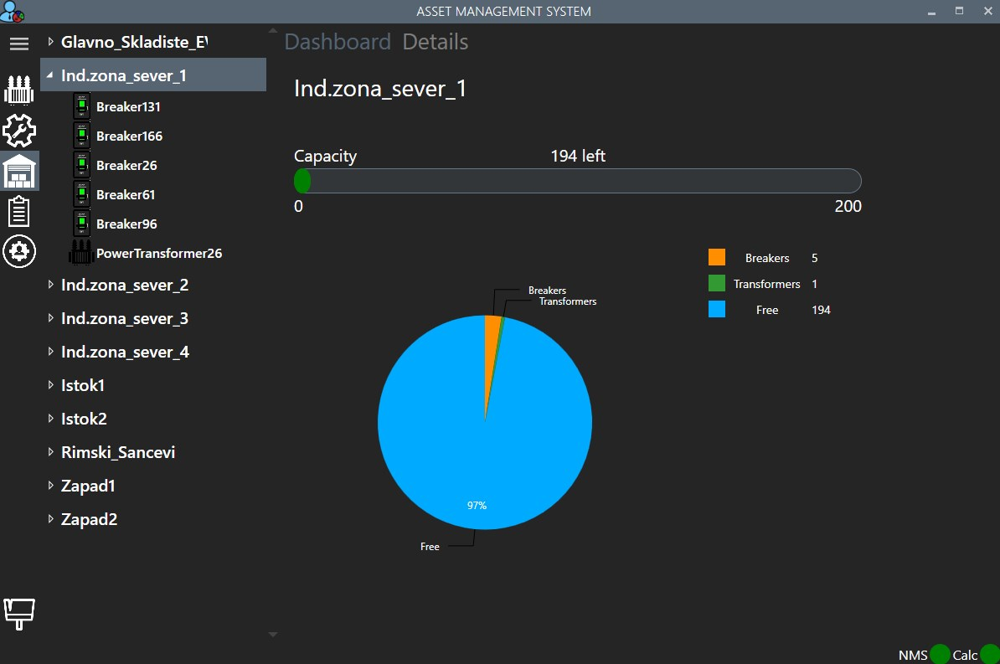 ASSET MANAGEMENT SYSTEM
Glavno_Skladiste_EV
Ind.zona_sever_1
Breaker131
Breaker166
Breaker26
Breaker61
Breaker96
PowerTransformer26
Ind.zona_sever_2
Ind.zona_sever_3
Ind.zona_sever_4
Istok1
Istok2
Rimski_Sancevi
Zapad1
Zapad2
Dashboard Details
Ind.zona_sever_1
Capacity 194 left
0 200
Breakers 5
Transformers 1
Free 194
Breakers
Transformers
97%
Free
NMS Calc